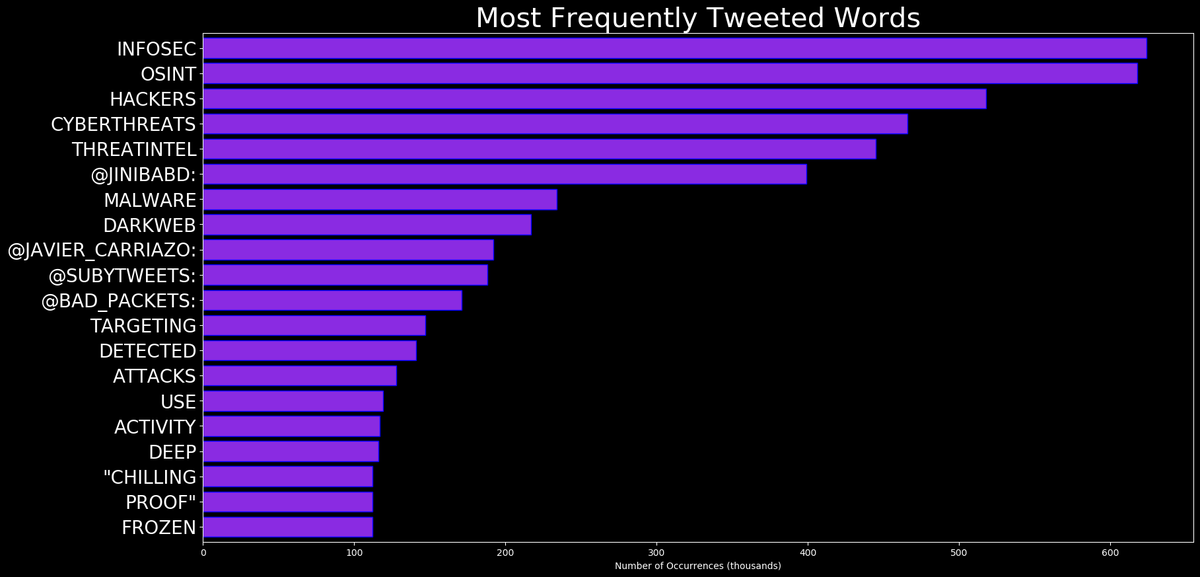 Most Frequently Tweeted Words
INFOSEC
OSINT
HACKERS
CYBERTHREATS
THREATINTEL
@JINIBABD:
MALWARE
DARKWEB
@JAVIER_CARRIAZO:
@SUBYTWEETS:
@BAD_PACKETS:
TARGETING
DETECTED
ATTACKS
USE
ACTIVITY
DEEP
"CHILLING
PROOF"
FROZEN
0 100 200 300 400 500 600
Number of Occurrences (thousands)